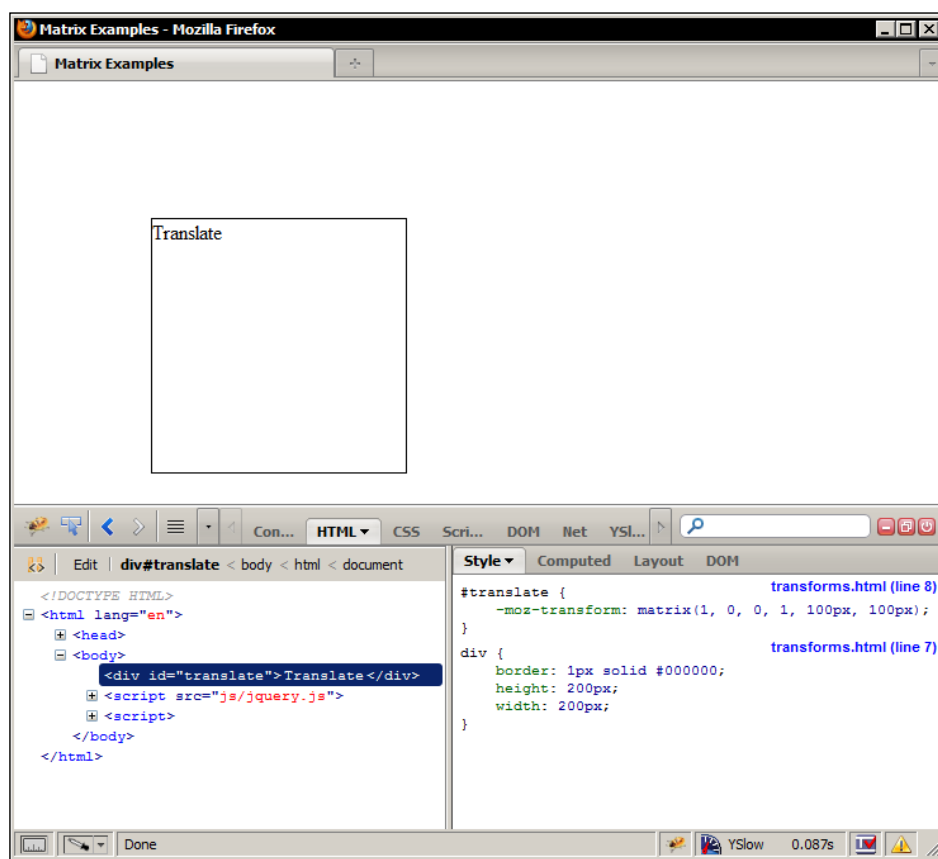 Matrix Examples - Mozilla Firefox
Matrix Examples
Translate
Con... HTML CSS Scri... DOM Net YSl...
Edit div#translate < body < html < document
Style Computed Layout DOM
<!DOCTYPE HTML>
<html lang="en">
<head>
<body>
<div id="translate">Translate</div>
<script src="js/jquery.js">
<script>
</body>
</html>
#translate { transforms.html (line 8)
-moz-transform: matrix(1, 0, 0, 1, 100px, 100px);
}
div { transforms.html (line 7)
border: 1px solid #000000;
height: 200px;
width: 200px;
}
Done YSlow 0.087s